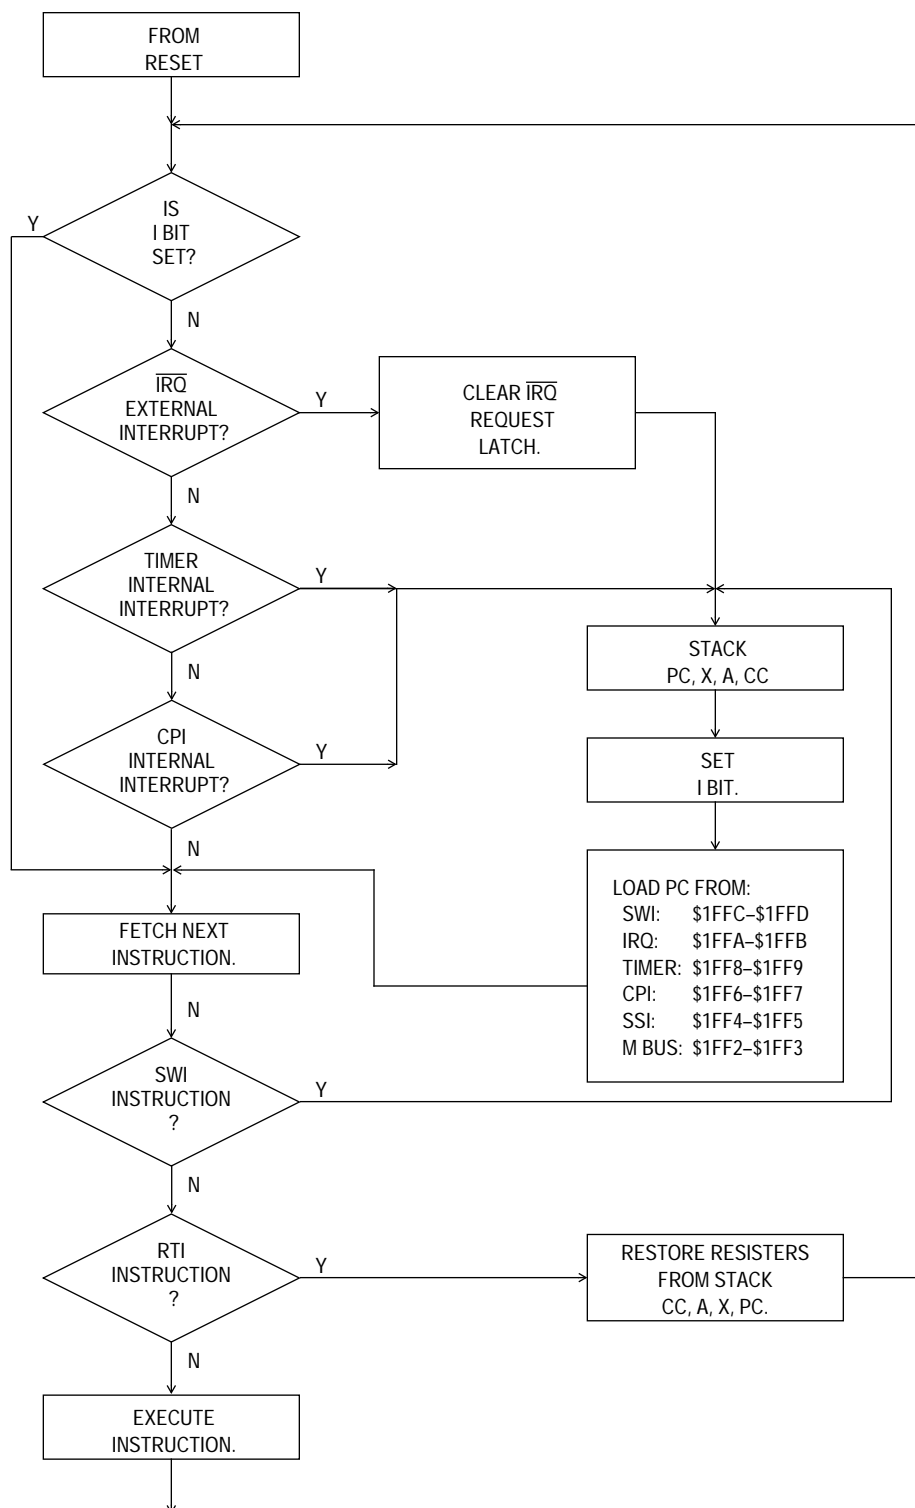 FROM
RESET
IS
I BIT
SET?
Y
N
IRQ
EXTERNAL
INTERRUPT?
Y
CLEAR IRQ
REQUEST
LATCH.
N
TIMER
INTERNAL
INTERRUPT?
Y
STACK
PC, X, A, CC
N
CPI
INTERNAL
INTERRUPT?
Y
SET
I BIT.
N
LOAD PC FROM:
SWI: $1FFC–$1FFD
IRQ: $1FFA–$1FFB
TIMER: $1FF8–$1FF9
CPI: $1FF6–$1FF7
SSI: $1FF4–$1FF5
M BUS: $1FF2–$1FF3
FETCH NEXT
INSTRUCTION.
N
SWI
INSTRUCTION
?
Y
N
RTI
INSTRUCTION
?
Y
RESTORE RESISTERS
FROM STACK
CC, A, X, PC.
N
EXECUTE
INSTRUCTION.